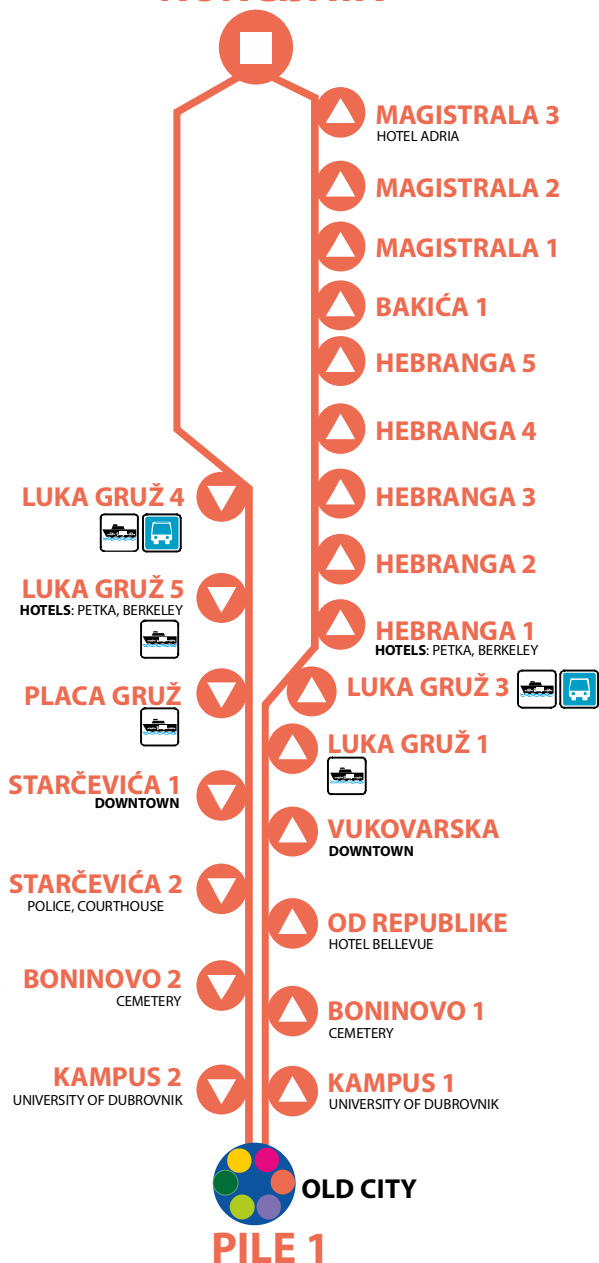 MAGISTRALA 3
HOTEL ADRIA
MAGISTRALA 2
MAGISTRALA 1
BAKIĆA 1
HEBRANGA 5
HEBRANGA 4
LUKA GRUŽ 4
HEBRANGA 3
HEBRANGA 2
LUKA GRUŽ 5
HOTELS: PETKA, BERKELEY
HEBRANGA 1
HOTELS: PETKA, BERKELEY
PLACA GRUŽ
LUKA GRUŽ 3
LUKA GRUŽ 1
STARČEVIĆA 1
DOWNTOWN
VUKOVARSKA
DOWNTOWN
STARČEVIĆA 2
POLICE, COURTHOUSE
OD REPUBLIKE
HOTEL BELLEVUE
BONINOVO 2
CEMETERY
BONINOVO 1
CEMETERY
KAMPUS 2
UNIVERSITY OF DUBROVNIK
KAMPUS 1
UNIVERSITY OF DUBROVNIK
OLD CITY
PILE 1